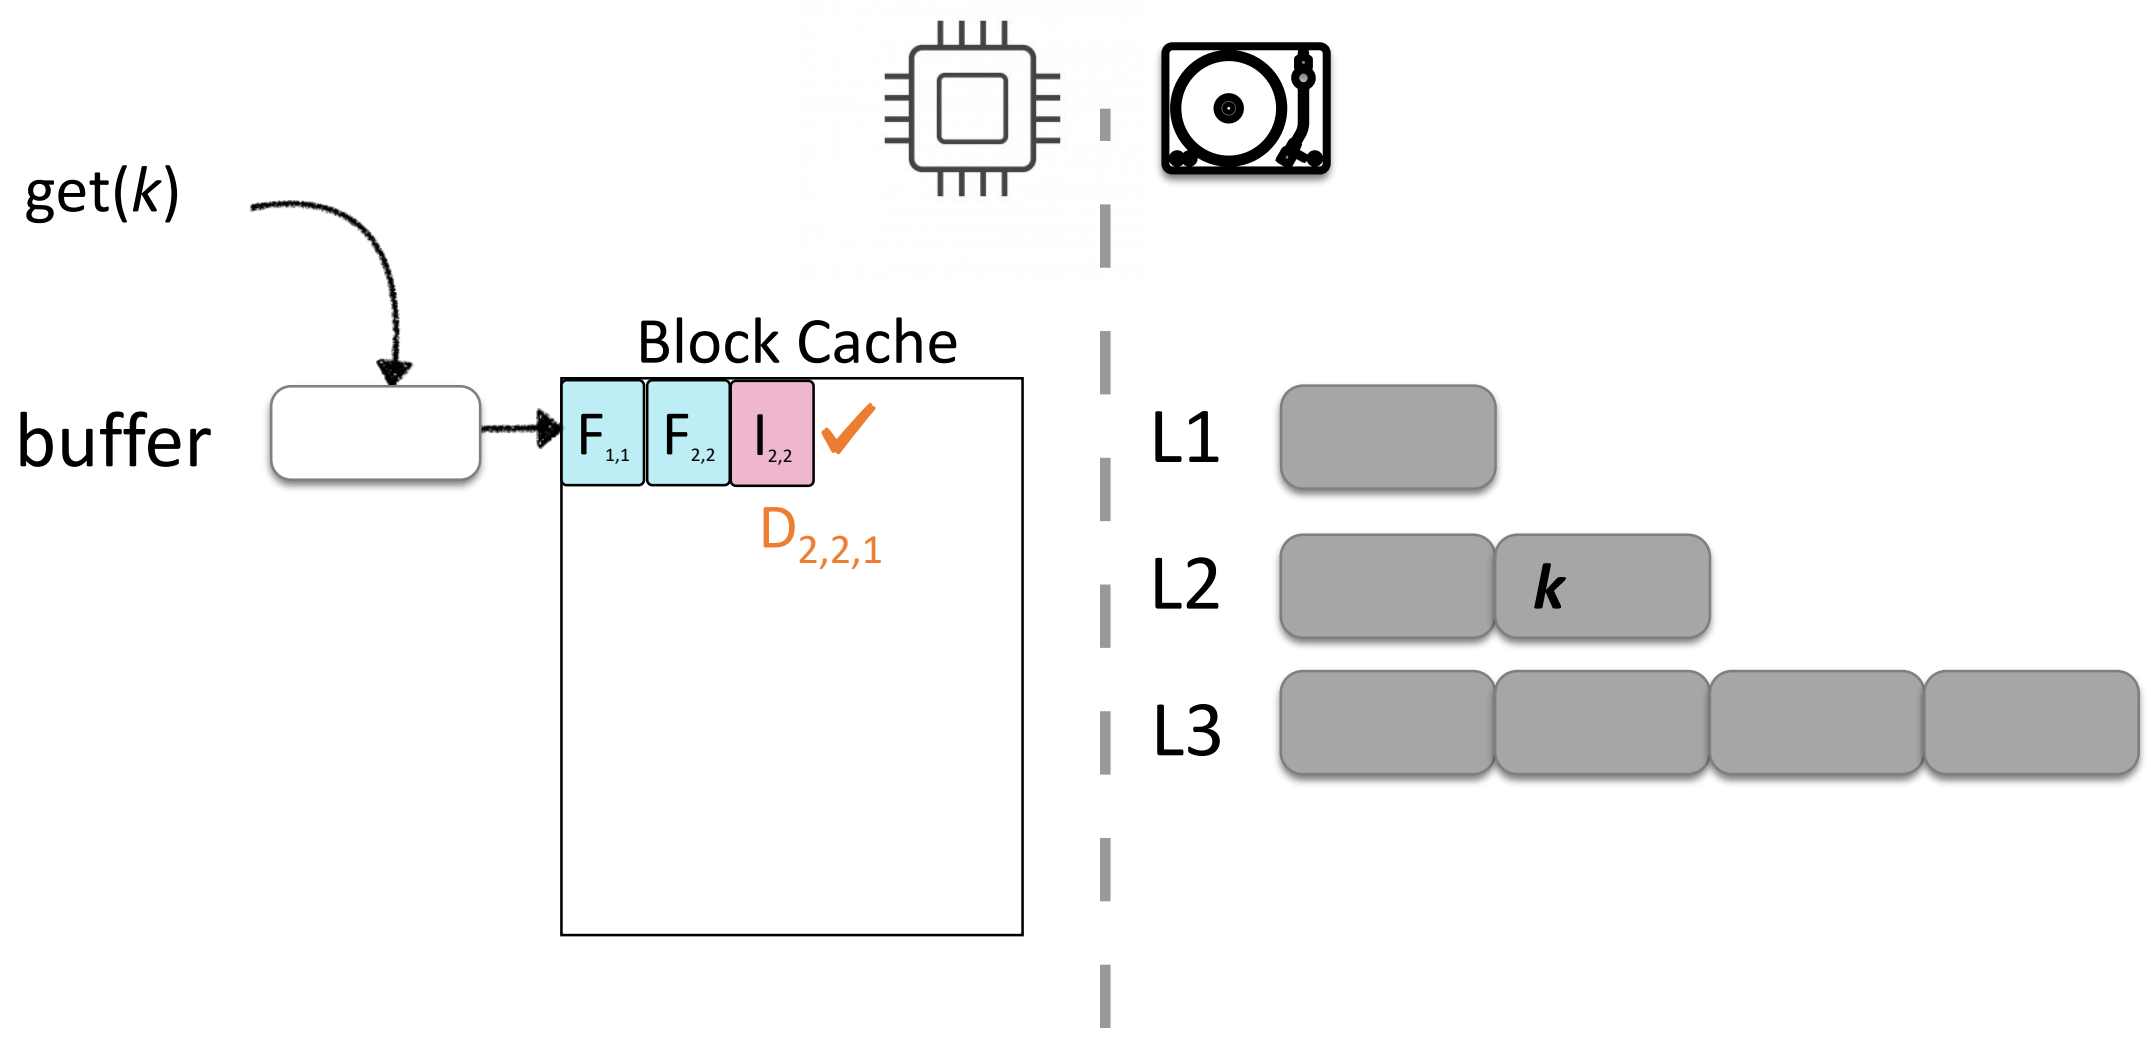 get(k)
Block Cache
buffer
F1,1
F2,2
I2,2
D2,2,1
L1
L2
k
L3